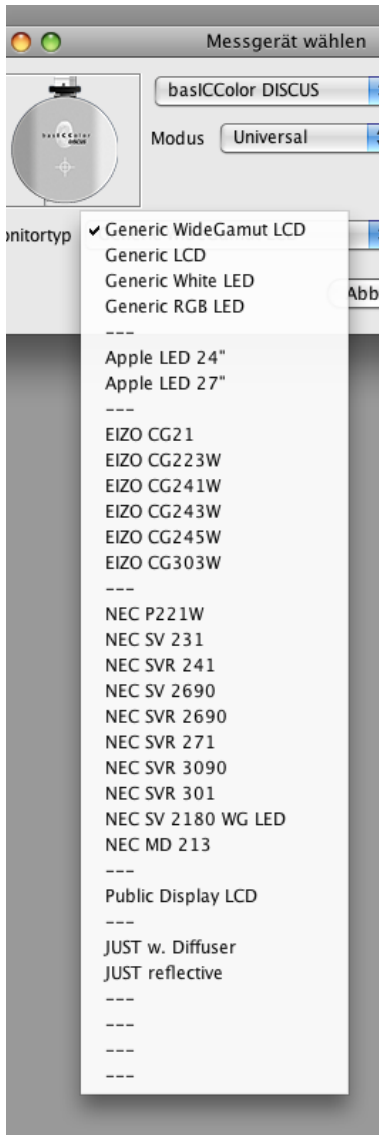 Messgerät wählen
basICColor
DISCUS
basICColor DISCUS
Modus Universal
onitortyp
✓ Generic WideGamut LCD
Generic LCD
Generic White LED
Abb
Generic RGB LED
---
Apple LED 24"
Apple LED 27"
---
EIZO CG21
EIZO CG223W
EIZO CG241W
EIZO CG243W
EIZO CG245W
EIZO CG303W
---
NEC P221W
NEC SV 231
NEC SVR 241
NEC SV 2690
NEC SVR 2690
NEC SVR 271
NEC SVR 3090
NEC SVR 301
NEC SV 2180 WG LED
NEC MD 213
---
Public Display LCD
---
JUST w. Diffuser
JUST reflective
---
---
---
---